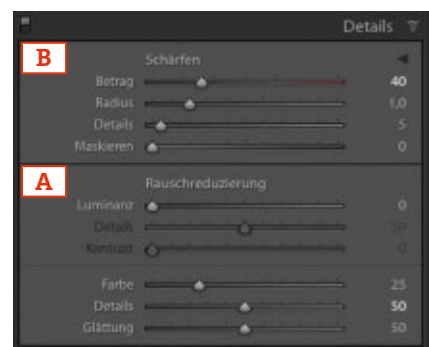 Details
B
Schärfen
Betrag 40
Radius 1,0
Details 5
Maskieren 0
A
Rauschreduzierung
Luminanz 0
Details 50
Kontrast 0
Farbe 25
Details 50
Glättung 50